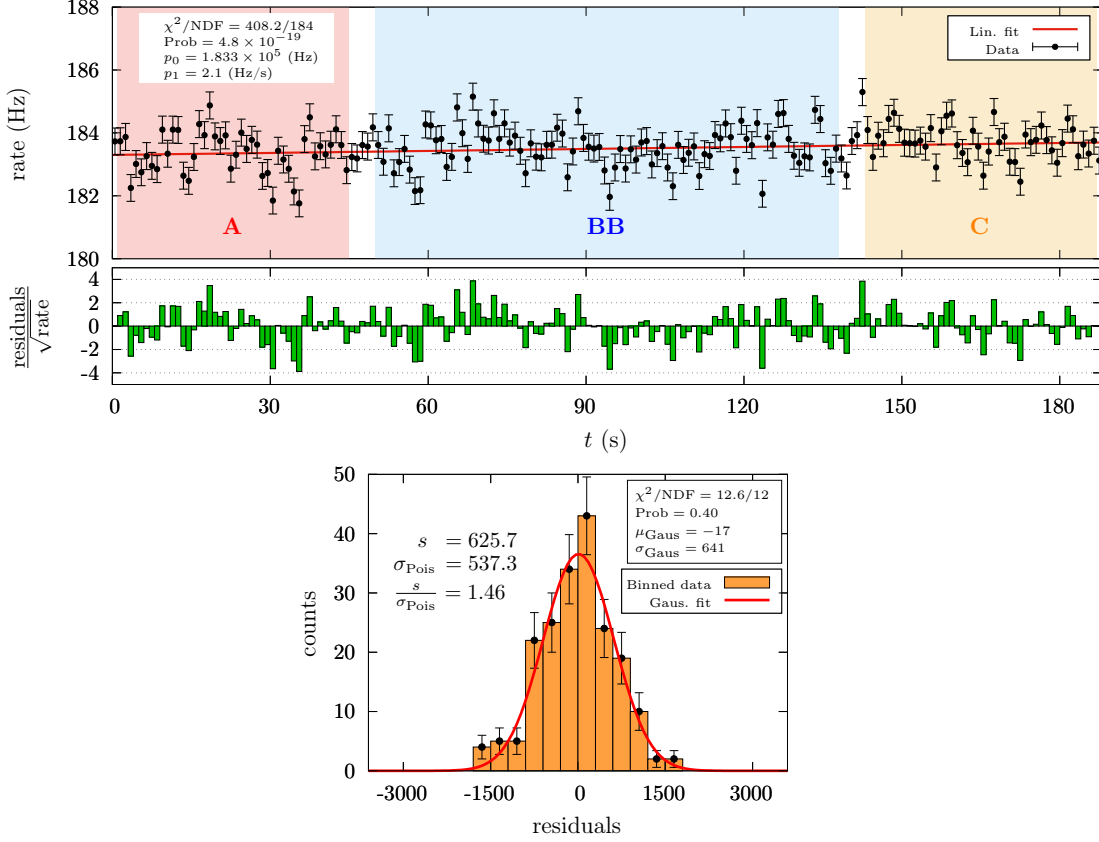 188
186
184
182
180
rate (Hz)
χ²/NDF = 408.2/184
Prob = 4.8 × 10⁻¹⁹
p₀ = 1.833 × 10⁵ (Hz)
p₁ = 2.1 (Hz/s)
Lin. fit
Data
A
BB
C
4
2
0
-2
-4
residuals
√rate
0 30 60 90 120 150 180
t (s)
50
40
30
20
10
0
counts
s = 625.7
σPois = 537.3
s/σPois = 1.46
χ²/NDF = 12.6/12
Prob = 0.40
μGaus = −17
σGaus = 641
Binned data
Gaus. fit
-3000 -1500 0 1500 3000
residuals